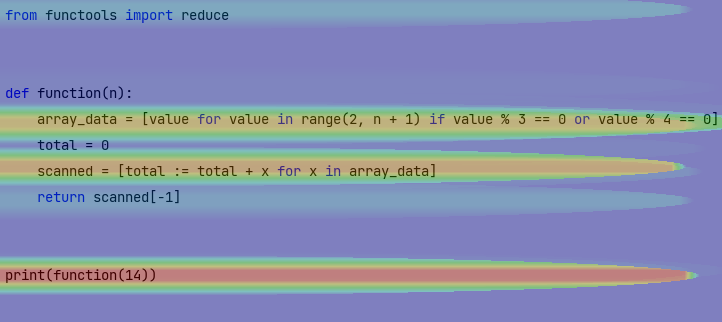 from functools import reduce
def function(n):
    array_data = [value for value in range(2, n + 1) if value % 3 == 0 or value % 4 == 0]
    total = 0
    scanned = [total := total + x for x in array_data]
    return scanned[-1]
print(function(14))